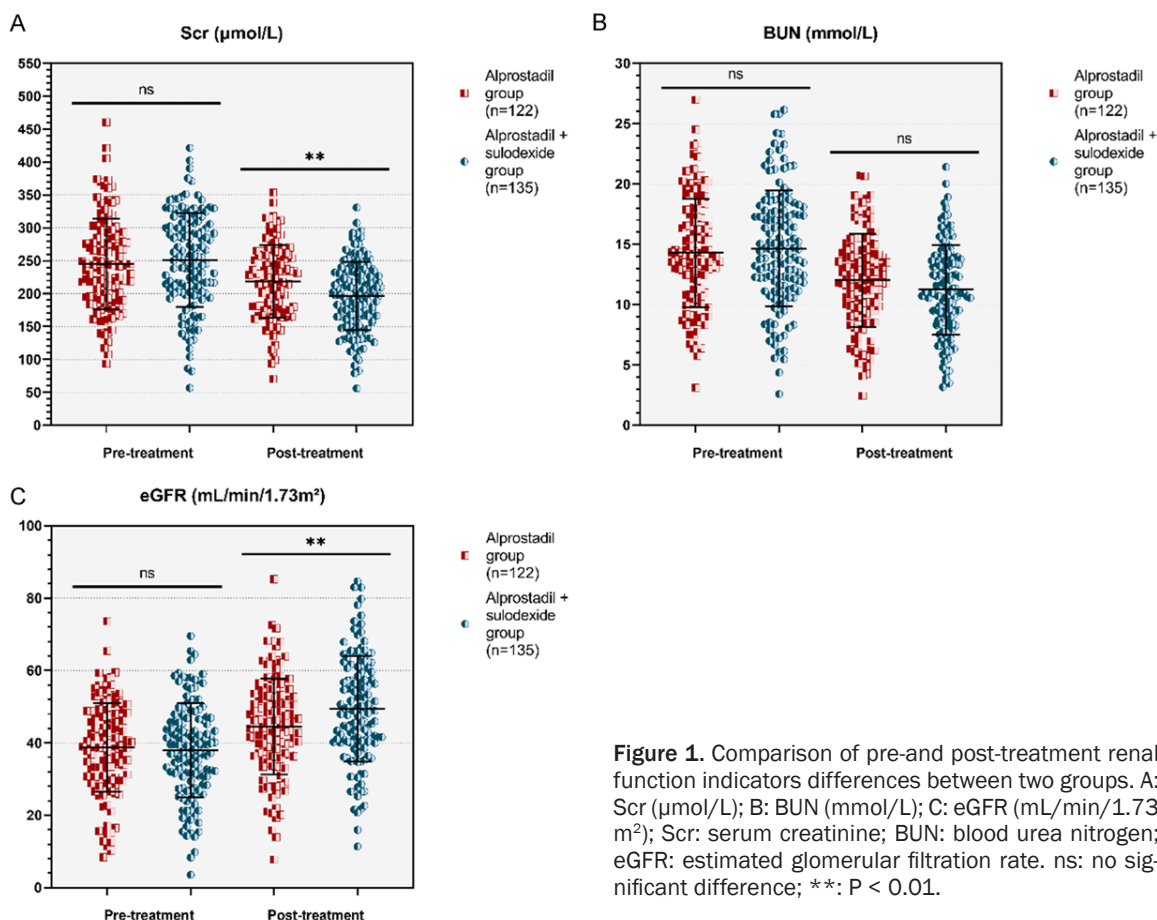 A
Scr (µmol/L)
550
500
450
400
350
300
250
200
150
100
50
0
ns
**
Pre-treatment
Post-treatment
Alprostadil
group
(n=122)
Alprostadil +
sulodexide
group
(n=135)
B
BUN (mmol/L)
30
25
20
15
10
5
0
ns
ns
Pre-treatment
Post-treatment
Alprostadil
group
(n=122)
Alprostadil +
sulodexide
group
(n=135)
C
eGFR (mL/min/1.73m²)
100
80
60
40
20
0
ns
**
Pre-treatment
Post-treatment
Alprostadil
group
(n=122)
Alprostadil +
sulodexide
group
(n=135)
Figure 1. Comparison of pre-and post-treatment renal
function indicators differences between two groups. A:
Scr (µmol/L); B: BUN (mmol/L); C: eGFR (mL/min/1.73
m²); Scr: serum creatinine; BUN: blood urea nitrogen;
eGFR: estimated glomerular filtration rate. ns: no sig-
nificant difference; **: P < 0.01.